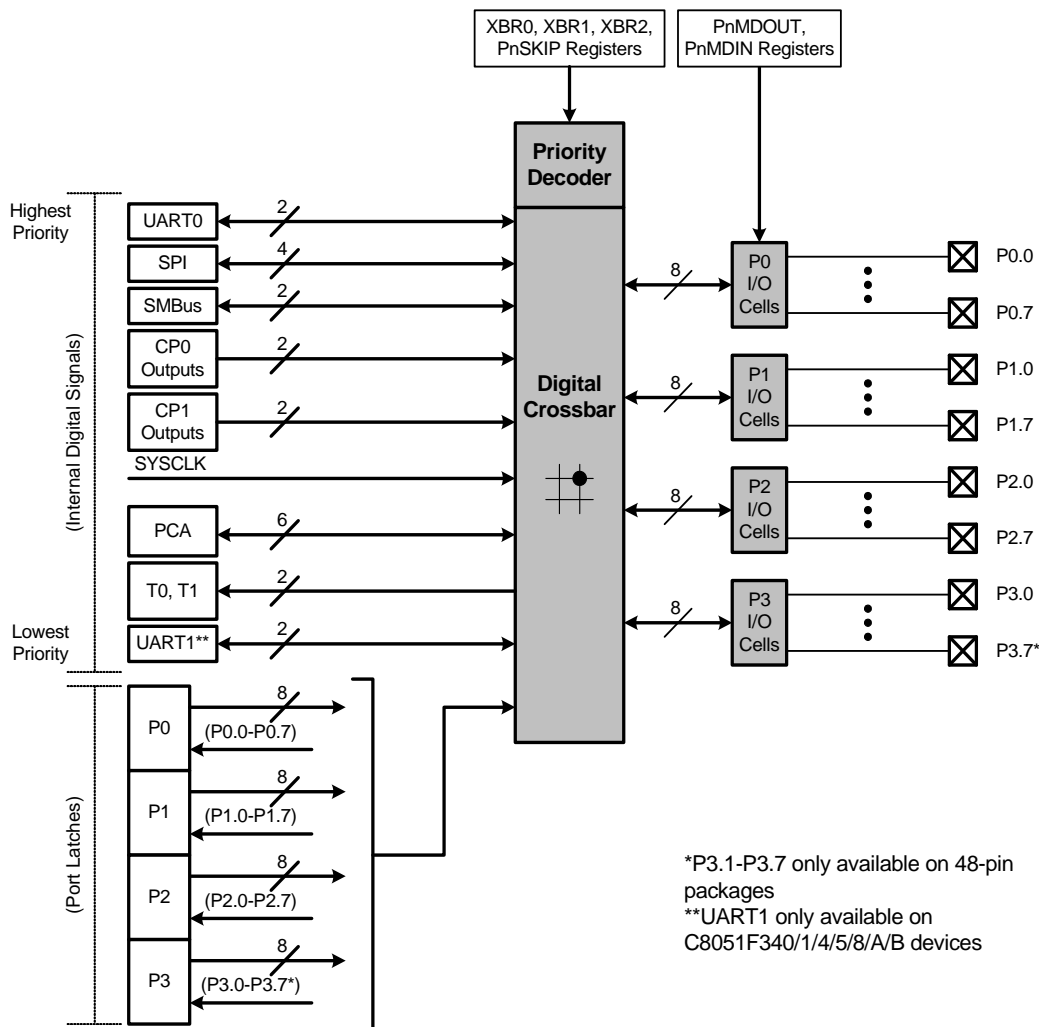 XBR0, XBR1, XBR2,
PnSKIP Registers
PnMDOUT,
PnMDIN Registers
Priority
Decoder
Highest
Priority
UART0
2
SPI
4
SMBus
2
CP0
Outputs
2
CP1
Outputs
2
SYSCLK
PCA
6
T0, T1
2
Lowest
Priority
UART1**
2
(Internal Digital Signals)
Digital
Crossbar
8
P0
I/O
Cells
P0.0
P0.7
8
P1
I/O
Cells
P1.0
P1.7
8
P2
I/O
Cells
P2.0
P2.7
8
P3
I/O
Cells
P3.0
P3.7*
(Port Latches)
P0
8
(P0.0-P0.7)
P1
8
(P1.0-P1.7)
P2
8
(P2.0-P2.7)
P3
8
(P3.0-P3.7*)
*P3.1-P3.7 only available on 48-pin
packages
**UART1 only available on
C8051F340/1/4/5/8/A/B devices